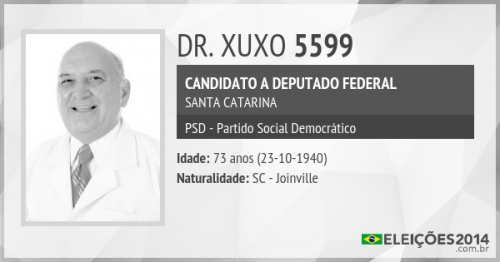 DR. XUXO 5599
CANDIDATO A DEPUTADO FEDERAL
SANTA CATARINA
PSD - Partido Social Democrático
Idade: 73 anos (23-10-1940)
Naturalidade: SC - Joinville
ELEIÇÕES2014
.com.br